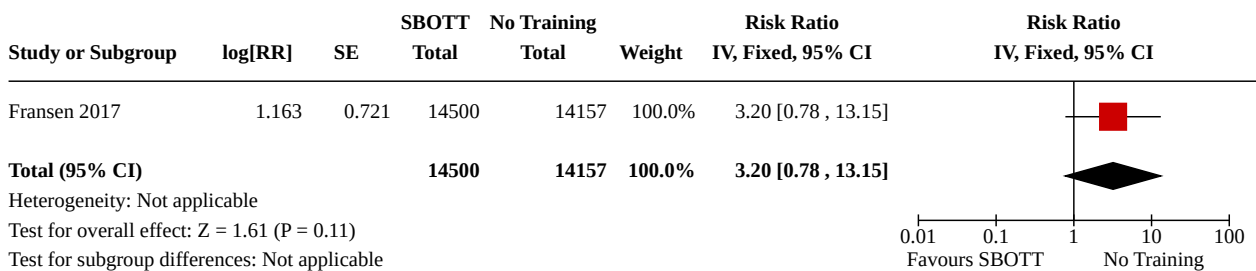 SBOTT No Training Risk Ratio Risk Ratio
Study or Subgroup log[RR] SE Total Total Weight IV, Fixed, 95% CI IV, Fixed, 95% CI
Fransen 2017 1.163 0.721 14500 14157 100.0% 3.20 [0.78 , 13.15]
Total (95% CI) 14500 14157 100.0% 3.20 [0.78 , 13.15]
Heterogeneity: Not applicable
Test for overall effect: Z = 1.61 (P = 0.11)
0.01 0.1 1 10 100
Test for subgroup differences: Not applicable
Favours SBOTT No Training